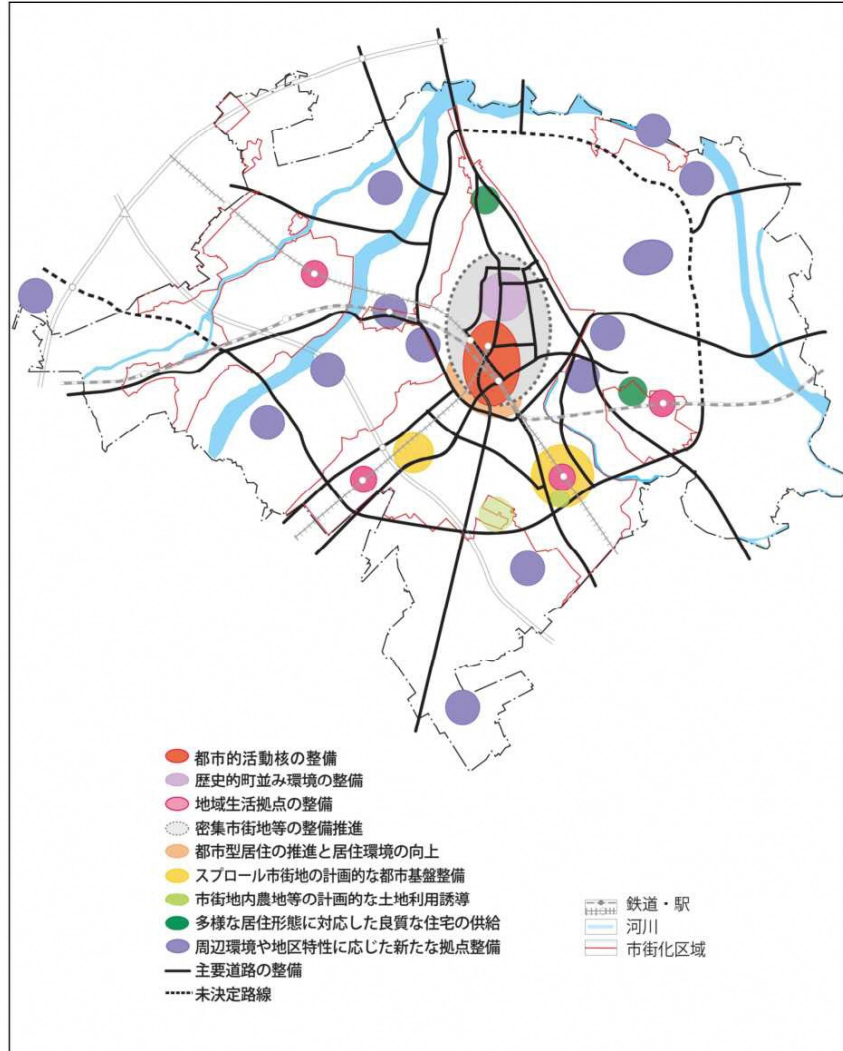 都市的活動核の整備
歴史的町並み環境の整備
地域生活拠点の整備
密集市街地等の整備推進
都市型居住の推進と居住環境の向上
スプロール市街地の計画的な都市基盤整備
市街地内農地等の計画的な土地利用誘導
多様な居住形態に対応した良質な住宅の供給
周辺環境や地区特性に応じた新たな拠点整備
主要道路の整備
未決定路線
鉄道・駅
河川
市街化区域